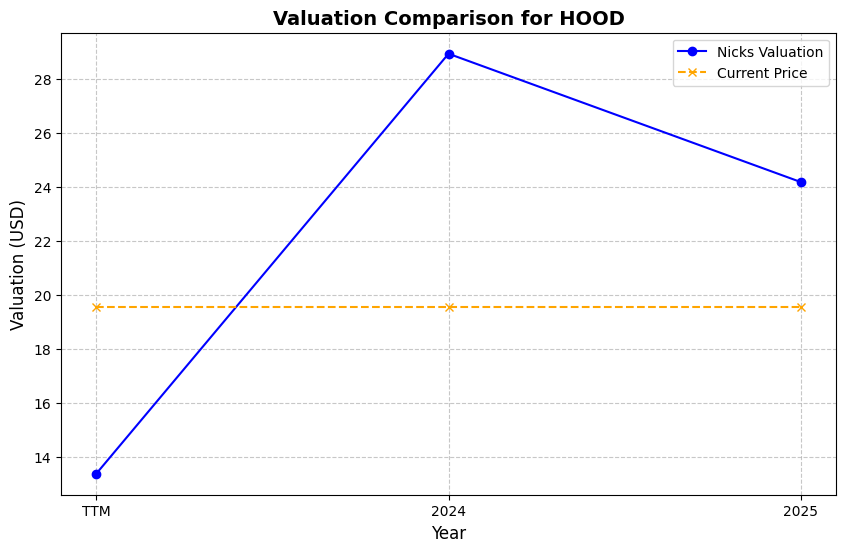 Valuation Comparison for HOOD
Nicks Valuation
Current Price
Valuation (USD)
28
26
24
22
20
18
16
14
TTM
2024
2025
Year